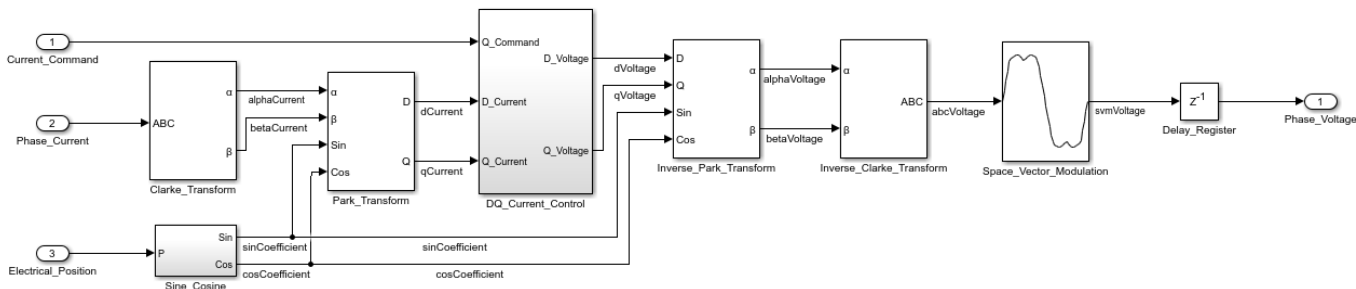 1
Current_Command
2
Phase_Current
3
Electrical_Position
ABC
α
β
Clarke_Transform
alphaCurrent
betaCurrent
P
Sin
Cos
Sine_Cosine
sinCoefficient
cosCoefficient
α
β
Sin
Cos
D
Q
Park_Transform
dCurrent
qCurrent
sinCoefficient
cosCoefficient
Q_Command
D_Current
Q_Current
D_Voltage
Q_Voltage
DQ_Current_Control
dVoltage
qVoltage
D
Q
Sin
Cos
α
β
Inverse_Park_Transform
alphaVoltage
betaVoltage
α
β
ABC
Inverse_Clarke_Transform
abcVoltage
Space_Vector_Modulation
svmVoltage
Z⁻¹
Delay_Register
1
Phase_Voltage